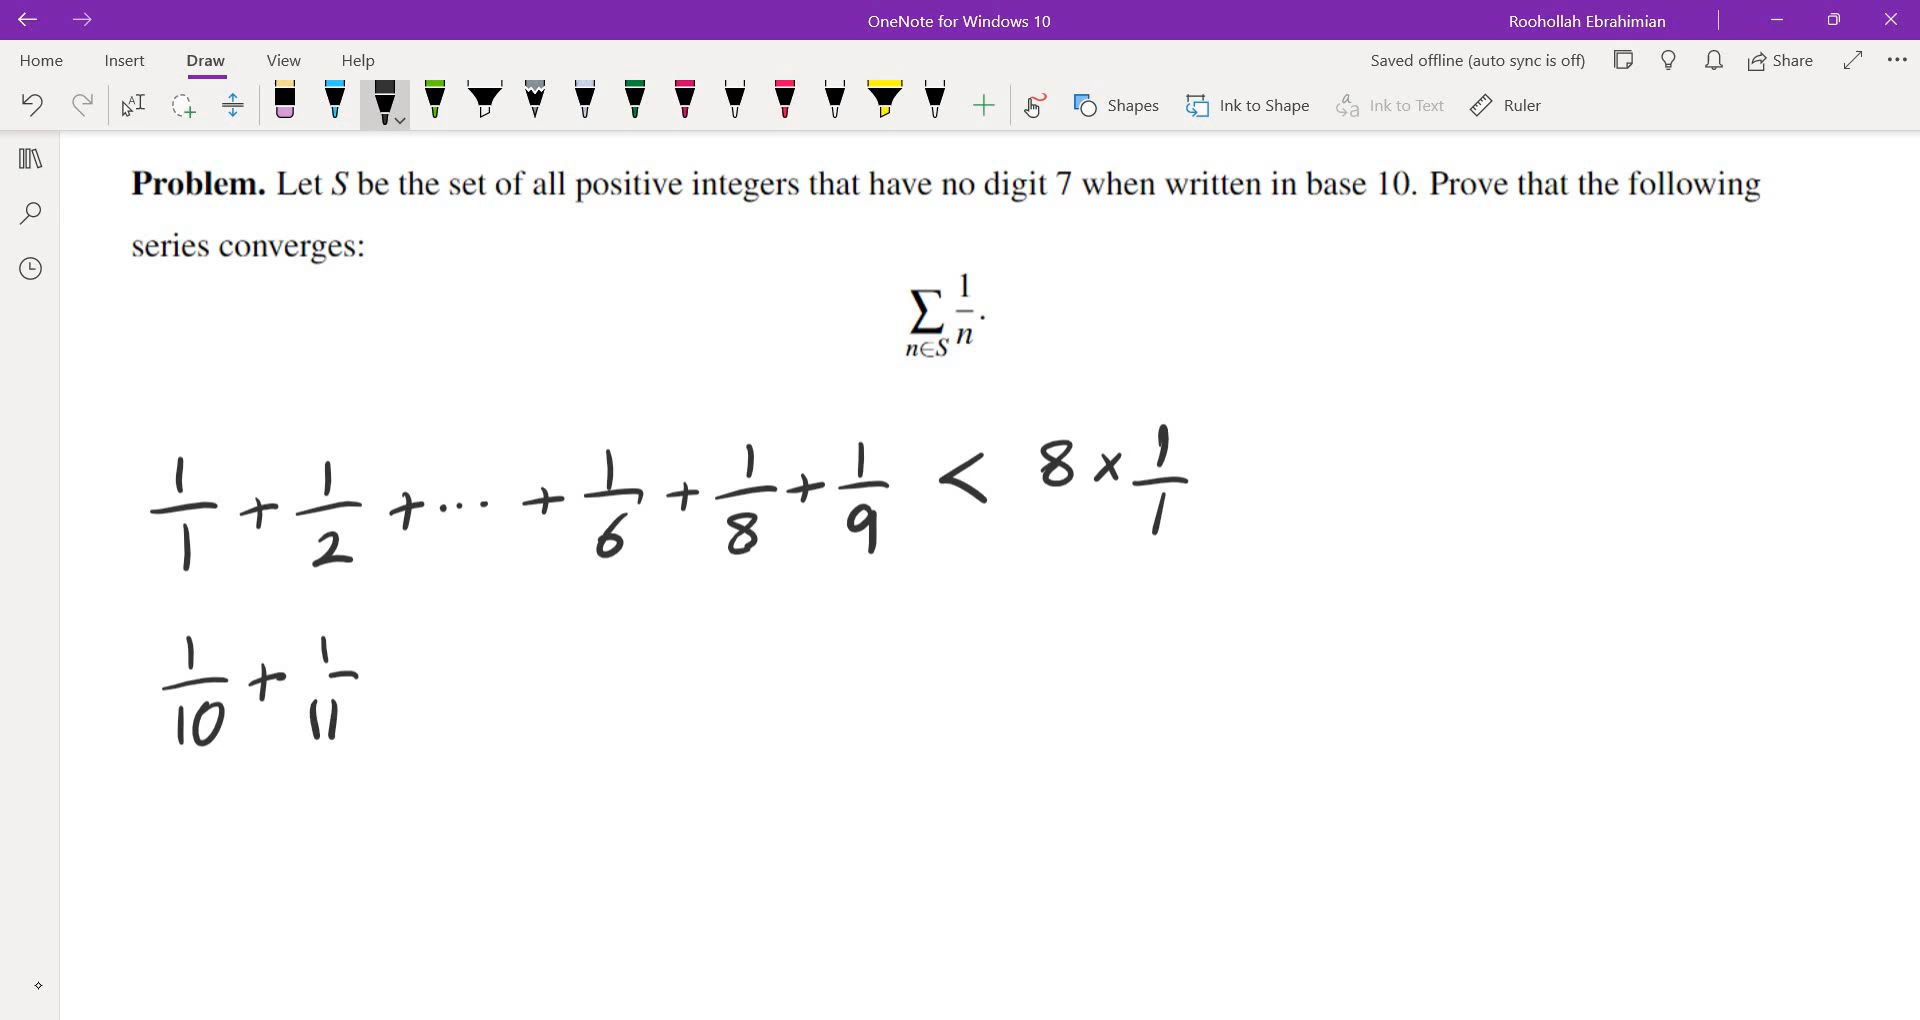 OneNote for Windows 10
Roohollah Ebrahimian
Home Insert Draw View Help
Saved offline (auto sync is off) Share
Shapes Ink to Shape Ink to Text Ruler
Problem. Let S be the set of all positive integers that have no digit 7 when written in base 10. Prove that the following
series converges:
∑_{n∈S} 1/n.
1/1 + 1/2 + ··· + 1/6 + 1/8 + 1/9 < 8 × 1/1
1/10 + 1/11